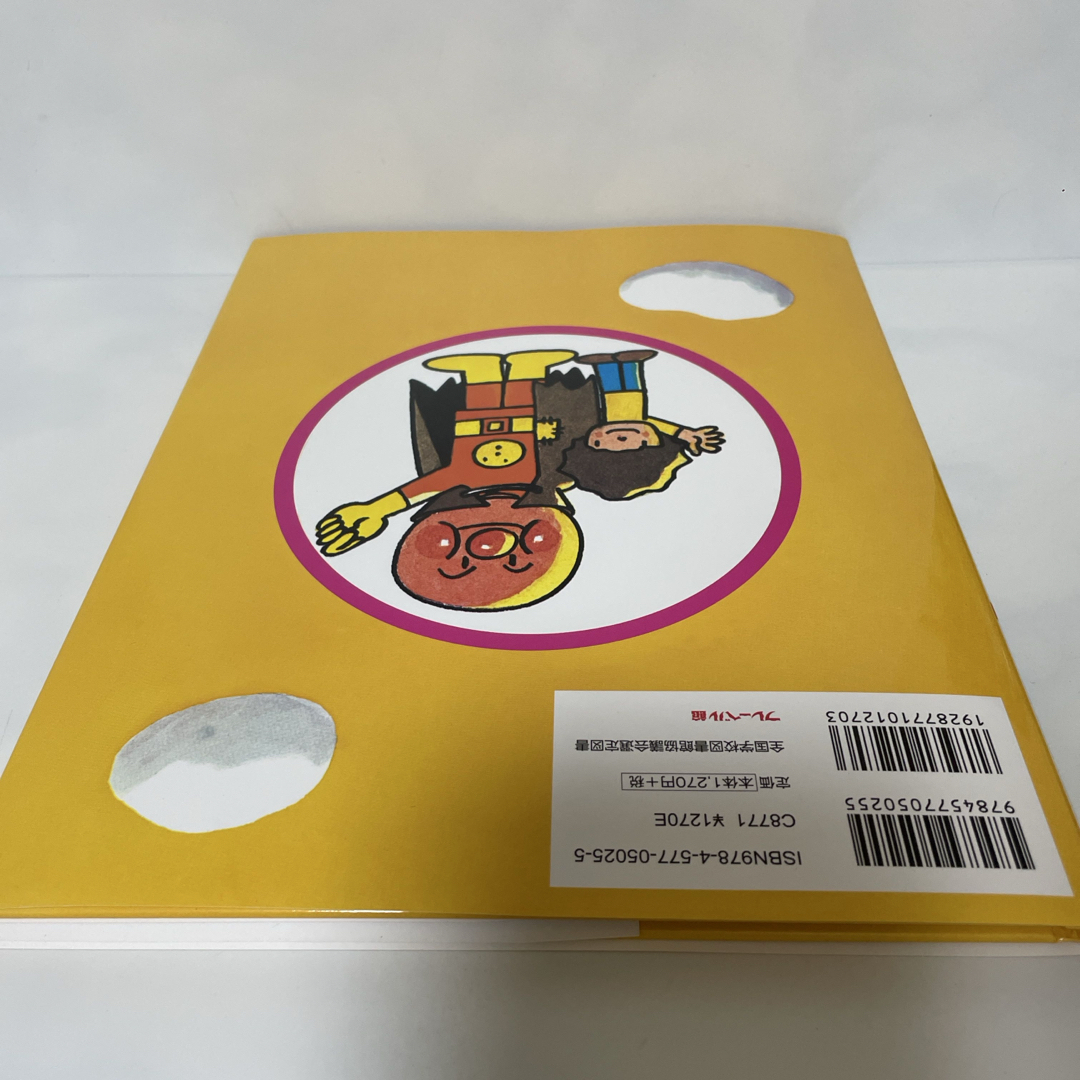 ISBN978-4-577-05025-5
C8771 ¥1270E
定価 本体1,270円+税
全国学校図書館協議会選定図書
フレーベル館
9784577050255
1928771012703